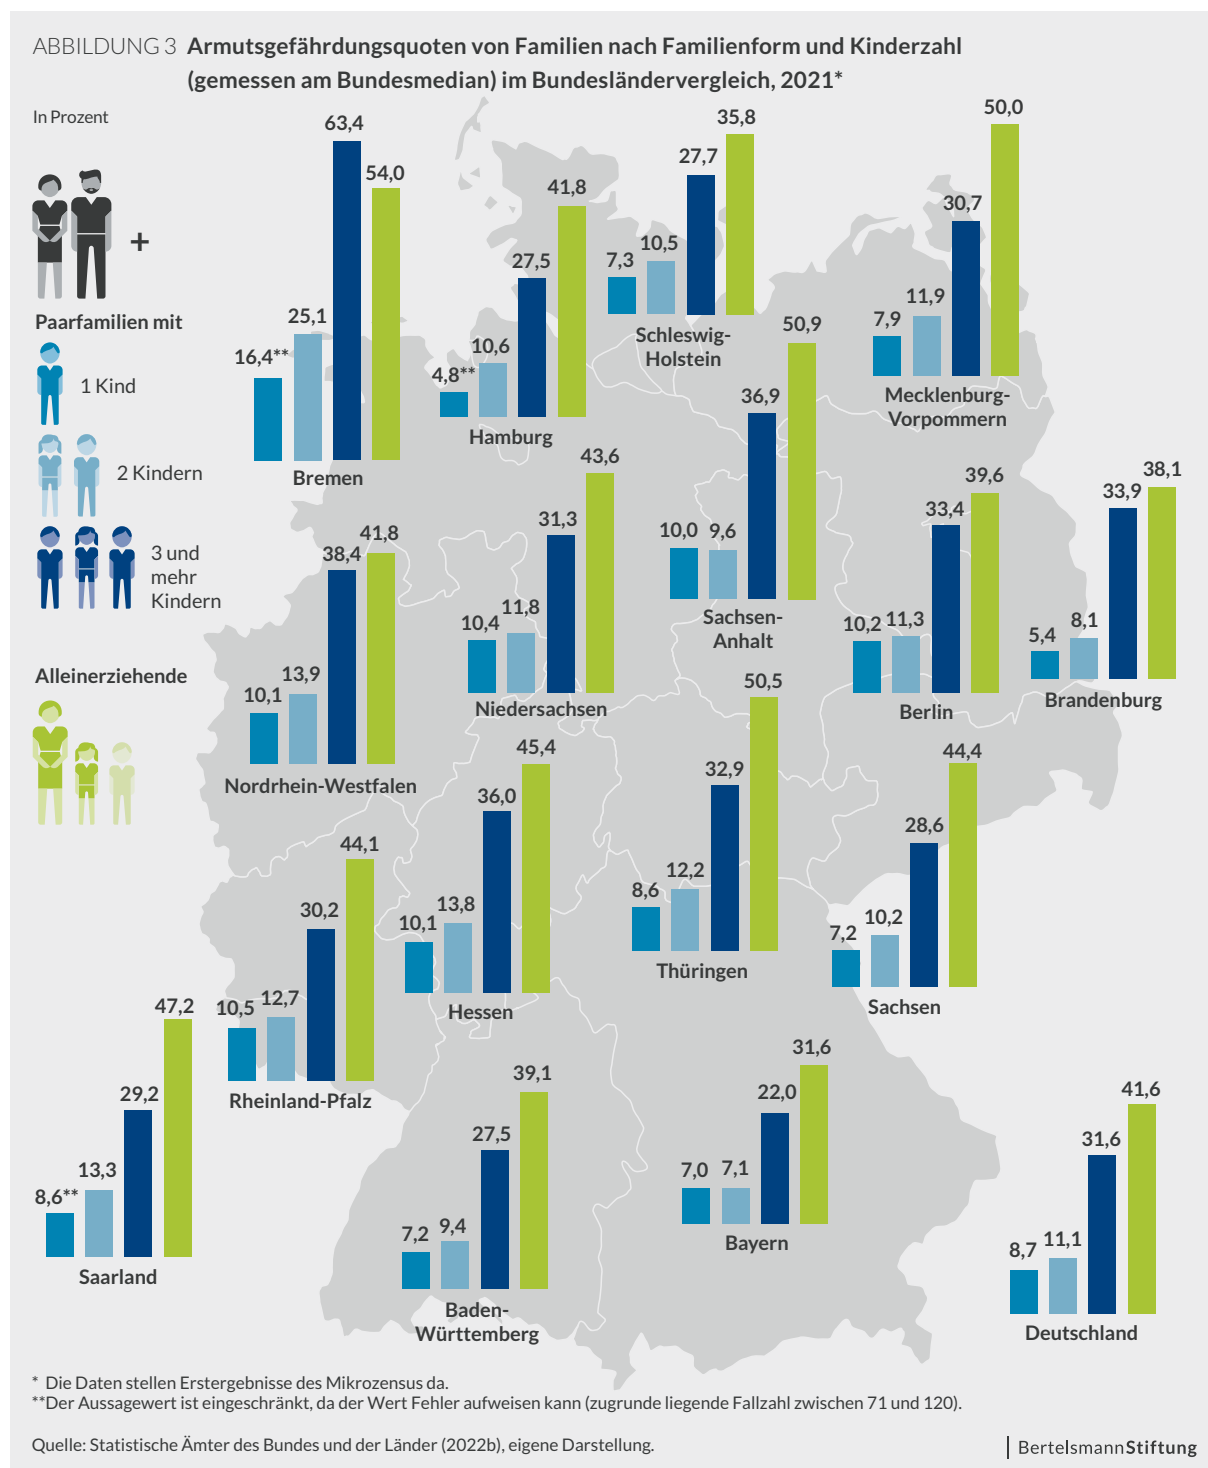 ABBILDUNG 3 Armutsgefährdungsquoten von Familien nach Familienform und Kinderzahl
(gemessen am Bundesmedian) im Bundesländervergleich, 2021*
In Prozent
+
Paarfamilien mit
1 Kind
2 Kindern
3 und
mehr
Kindern
Alleinerziehende
16,4** 25,1 63,4 54,0
Bremen
4,8** 10,6 27,5 41,8
Hamburg
7,3 10,5 27,7 35,8
Schleswig-
Holstein
7,9 11,9 30,7 50,0
Mecklenburg-
Vorpommern
10,1 13,9 38,4 41,8
Nordrhein-Westfalen
10,4 11,8 31,3 43,6
Niedersachsen
10,0 9,6 36,9 50,9
Sachsen-
Anhalt
10,2 11,3 33,4 39,6
Berlin
5,4 8,1 33,9 38,1
Brandenburg
10,5 12,7 30,2 44,1
Rheinland-Pfalz
10,1 13,8 36,0 45,4
Hessen
8,6 12,2 32,9 50,5
Thüringen
7,2 10,2 28,6 44,4
Sachsen
8,6** 13,3 29,2 47,2
Saarland
7,2 9,4 27,5 39,1
Baden-
Württemberg
7,0 7,1 22,0 31,6
Bayern
8,7 11,1 31,6 41,6
Deutschland
* Die Daten stellen Erstergebnisse des Mikrozensus da.
**Der Aussagewert ist eingeschränkt, da der Wert Fehler aufweisen kann (zugrunde liegende Fallzahl zwischen 71 und 120).
Quelle: Statistische Ämter des Bundes und der Länder (2022b), eigene Darstellung.
BertelsmannStiftung